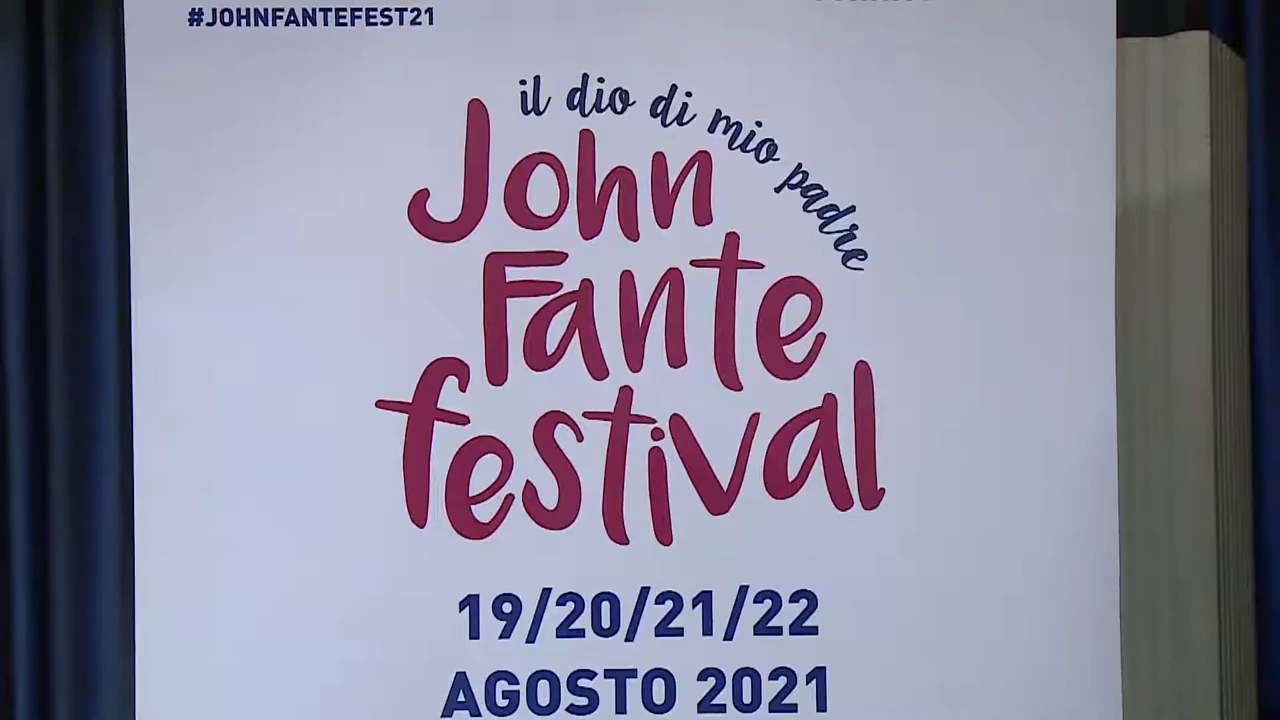 #JOHNFANTEFEST21
il dio di mio padre
John
Fante
festival
19/20/21/22
AGOSTO 2021